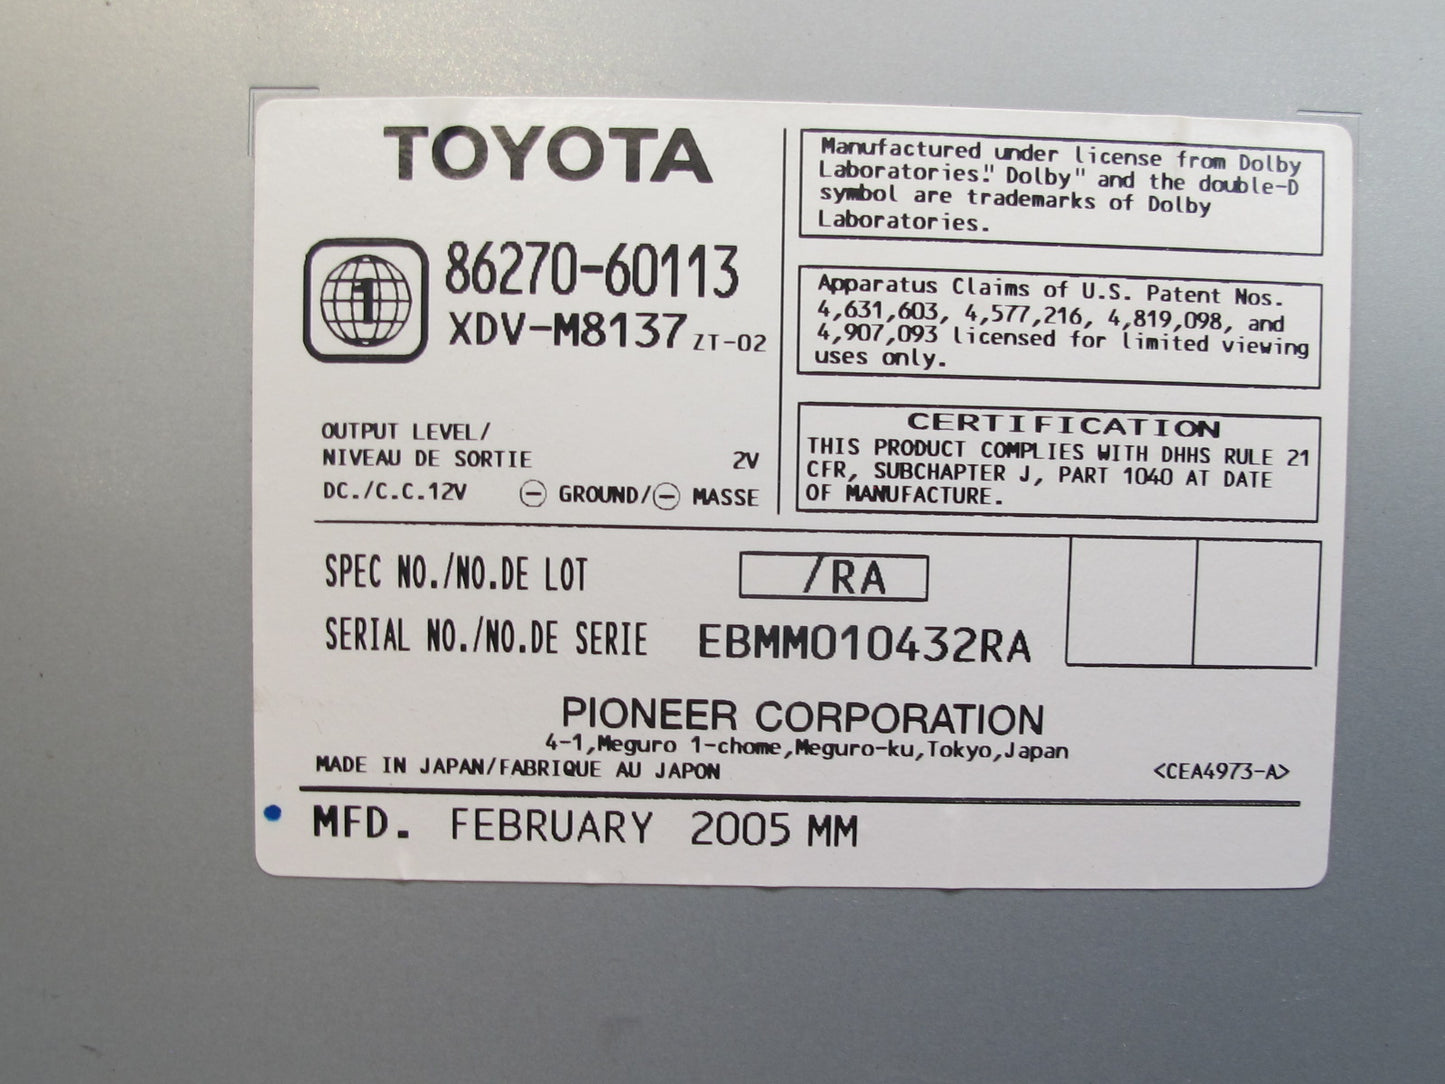 TOYOTA
1
86270-60113
XDV-M8137 ZT-02
OUTPUT LEVEL/
NIVEAU DE SORTIE 2V
DC./C.C.12V ⊖ GROUND/⊖ MASSE
Manufactured under license from Dolby
Laboratories." Dolby" and the double-D
symbol are trademarks of Dolby
Laboratories.
Apparatus Claims of U.S. Patent Nos.
4,631,603, 4,577,216, 4,819,098, and
4,907,093 licensed for limited viewing
uses only.
CERTIFICATION
THIS PRODUCT COMPLIES WITH DHHS RULE 21
CFR, SUBCHAPTER J, PART 1040 AT DATE
OF MANUFACTURE.
SPEC NO./NO.DE LOT /RA
SERIAL NO./NO.DE SERIE EBMM010432RA
PIONEER CORPORATION
4-1,Meguro 1-chome,Meguro-ku,Tokyo,Japan
MADE IN JAPAN/FABRIQUE AU JAPON <CEA4973-A>
MFD. FEBRUARY 2005 MM